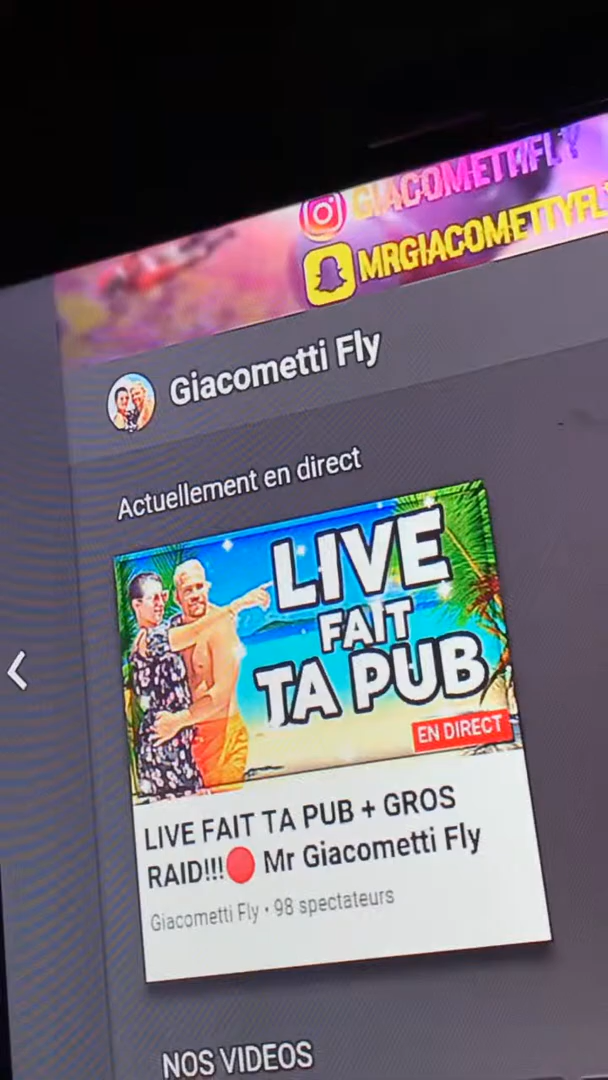 GIACOMETTIFLY
MRGIACOMETTYFL
Giacometti Fly
Actuellement en direct
LIVE
FAIT
TA PUB
EN DIRECT
LIVE FAIT TA PUB + GROS
RAID!!!🔴 Mr Giacometti Fly
Giacometti Fly • 98 spectateurs
NOS VIDEOS